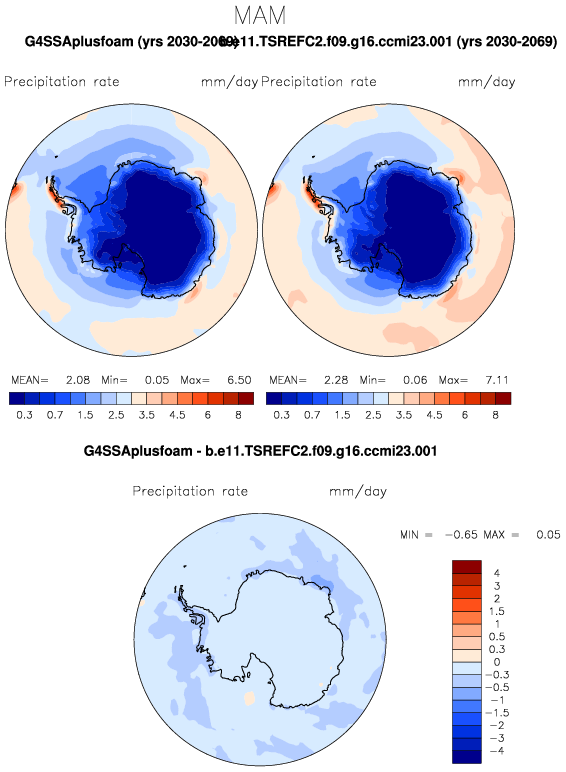 MAM
G4SSAplusfoam (yrs 2030-2069) b.e11.TSREFC2.f09.g16.ccmi23.001 (yrs 2030-2069)
Precipitation rate mm/day Precipitation rate mm/day
MEAN= 2.08 Min= 0.05 Max= 6.50 MEAN= 2.28 Min= 0.06 Max= 7.11
0.3 0.7 1.5 2.5 3.5 4.5 6 8 0.3 0.7 1.5 2.5 3.5 4.5 6 8
G4SSAplusfoam - b.e11.TSREFC2.f09.g16.ccmi23.001
Precipitation rate mm/day
MIN = -0.65 MAX = 0.05
4
3
2
1.5
1
0.5
0.3
0
-0.3
-0.5
-1
-1.5
-2
-3
-4